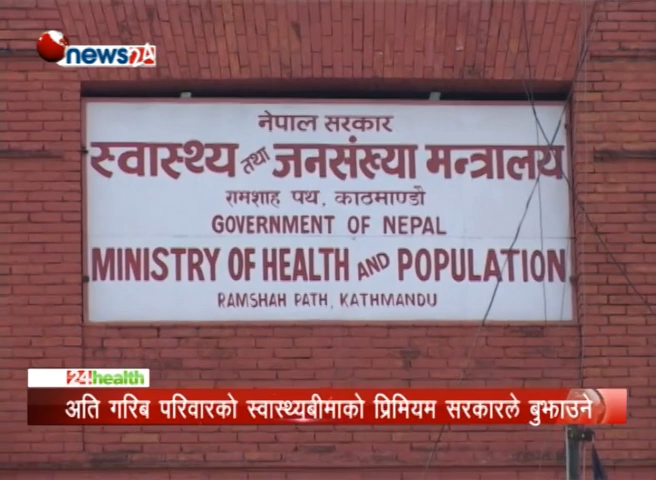 news24
नेपाल सरकार
स्वास्थ्य तथा जनसंख्या मन्त्रालय
रामशाह पथ, काठमाण्डौ
GOVERNMENT OF NEPAL
MINISTRY OF HEALTH AND POPULATION
RAMSHAH PATH, KATHMANDU
24!health
अति गरिब परिवारको स्वास्थ्यबीमाको प्रिमियम सरकारले बुझाउने